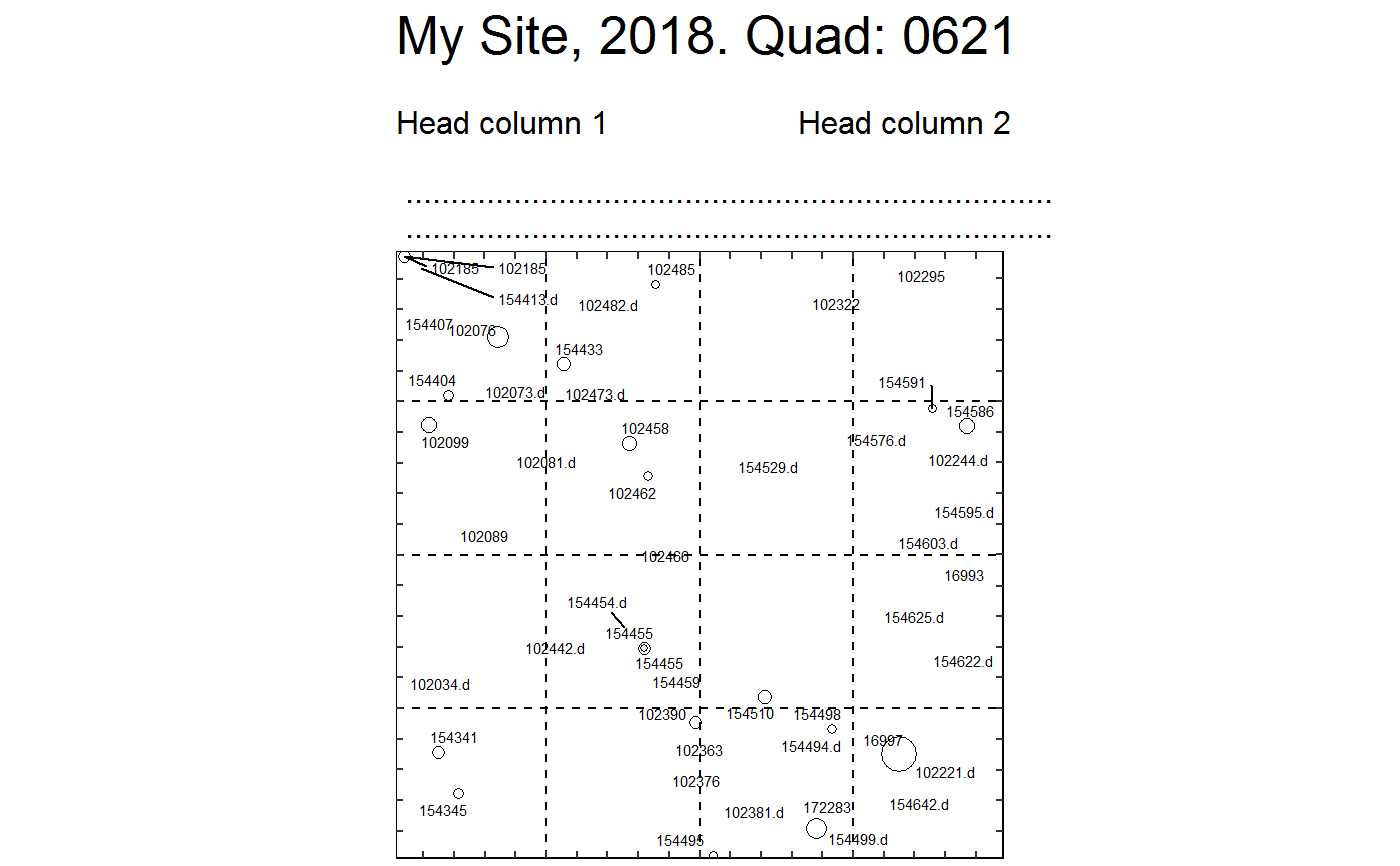 My Site, 2018. Quad: 0621
Head column 1 Head column 2
................................................................................
................................................................................
102185 102185 102485 102295
154413.d 102482.d 102322
154407 102076
154433
154404 102073.d 102473.d 154591
154586
102099 102458 154576.d
102081.d 154529.d 102244.d
102462
154595.d
102089 154603.d
102466
16993
154454.d
154625.d
154455
102442.d
154455 154622.d
102034.d 154459
102390 154510 154498
154341 102363 154494.d 16997
102376 102221.d
154345 102381.d 172283 154642.d
154495 154499.d